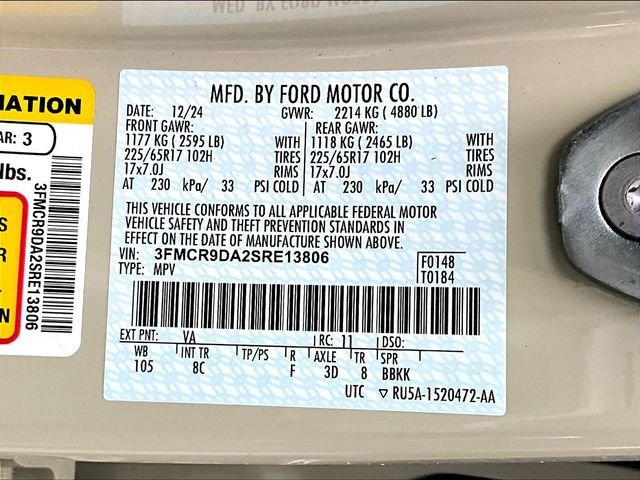 MFD. BY FORD MOTOR CO.
DATE: 12/24 GVWR: 2214 KG ( 4880 LB)
FRONT GAWR: REAR GAWR:
1177 KG ( 2595 LB) WITH 1118 KG ( 2465 LB) WITH
225/65R17 102H TIRES 225/65R17 102H TIRES
17x7.0J RIMS 17x7.0J RIMS
AT 230 kPa/ 33 PSI COLD AT 230 kPa/ 33 PSI COLD
THIS VEHICLE CONFORMS TO ALL APPLICABLE FEDERAL MOTOR
VEHICLE SAFETY AND THEFT PREVENTION STANDARDS IN
EFFECT ON THE DATE OF MANUFACTURE SHOWN ABOVE.
VIN: 3FMCR9DA2SRE13806 F0148
TYPE: MPV T0184
EXT PNT: VA RC: 11 DSO:
WB INT TR TP/PS R AXLE TR SPR
105 8C F 3D 8 BBKK
UTC ▽ RU5A-1520472-AA
MATION
AR: 3
lbs.
S
R
N
3FMCR9DA2SRE13806